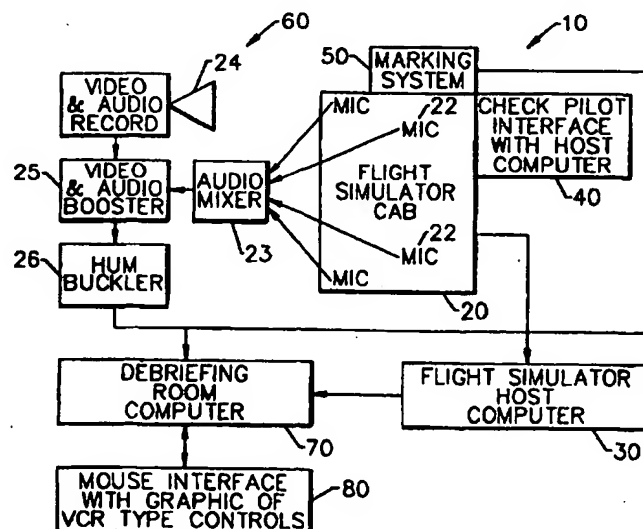 60
10
24
50
MARKING
SYSTEM
VIDEO
& AUDIO
RECORD
MIC
22
MIC
CHECK PILOT
INTERFACE
WITH HOST
COMPUTER
40
25
VIDEO
& AUDIO
BOOSTER
AUDIO
MIXER
23
FLIGHT
SIMULATOR
CAB
22
MIC
MIC
20
26
HUM
BUCKLER
DEBRIEFING
ROOM
COMPUTER
70
FLIGHT SIMULATOR
HOST
COMPUTER
30
MOUSE INTERFACE
WITH GRAPHIC OF
VCR TYPE CONTROLS
80